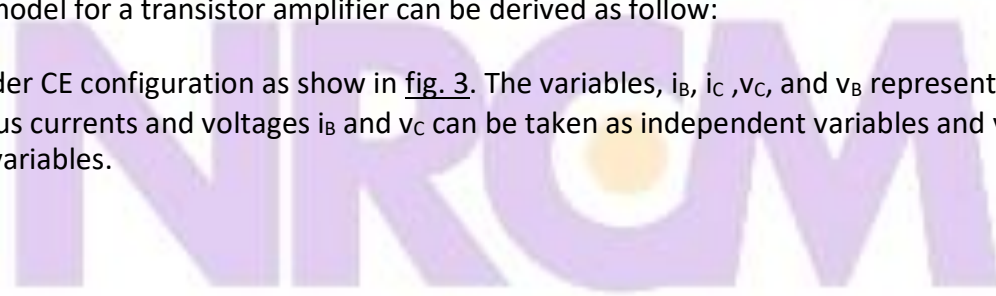 model for a transistor amplifier can be derived as follow:
der CE configuration as show in fig. 3. The variables, iB, iC ,vC, and vB represent
us currents and voltages iB and vC can be taken as independent variables and
variables.
NRCM